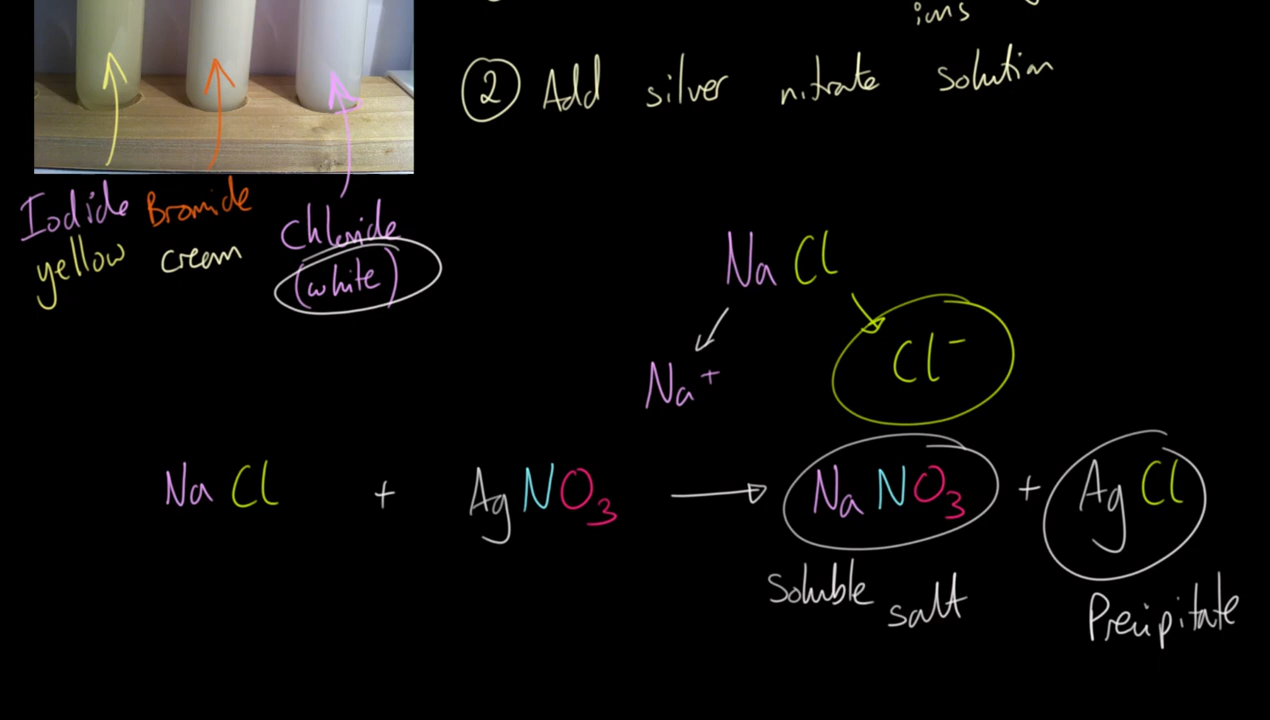 ions
② Add silver nitrate solution
Iodide Bromide Chloride
yellow cream (white)
NaCl
Na⁺ Cl⁻
NaCl + AgNO₃ → NaNO₃ + AgCl
Soluble salt Precipitate